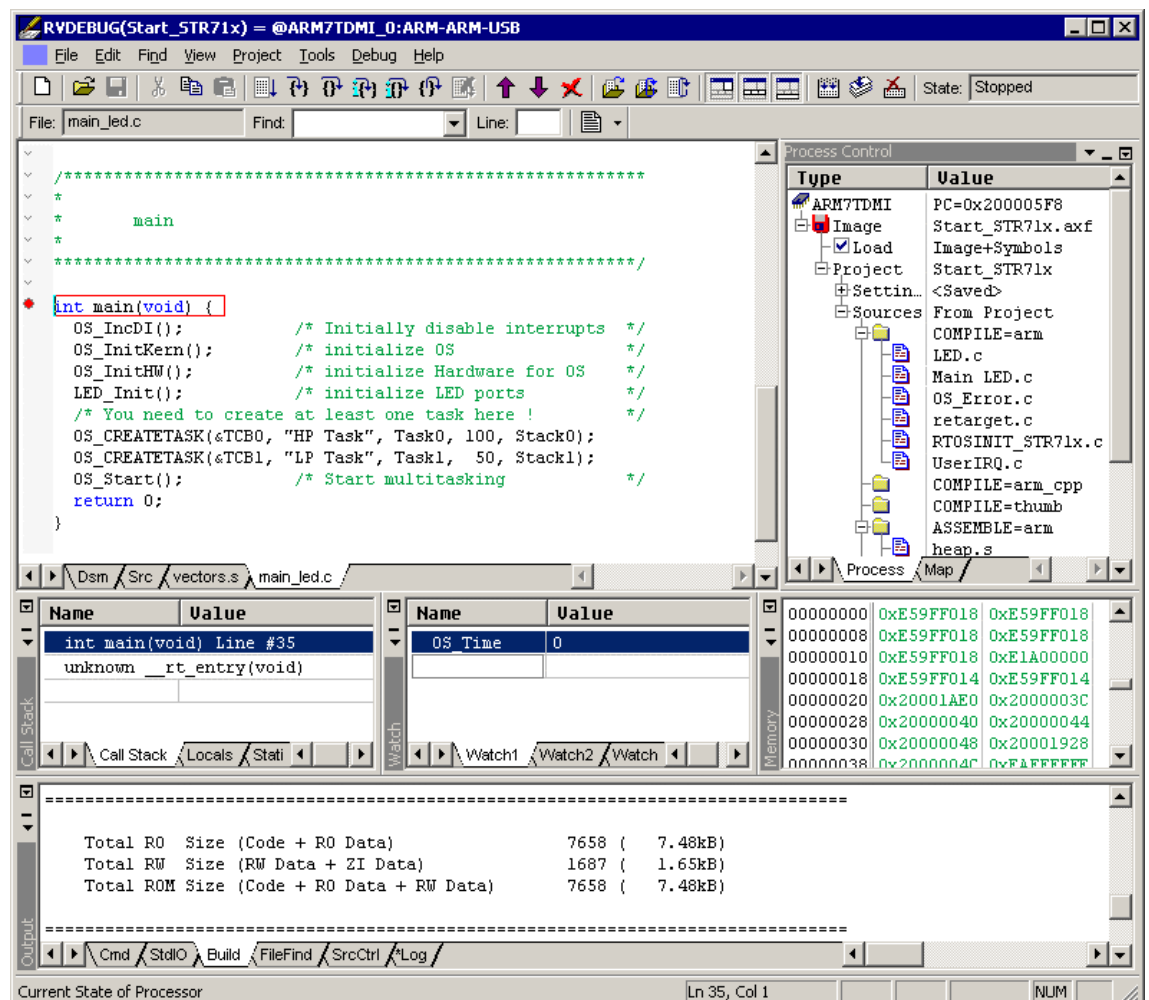 RVDEBUG(Start_STR71x) = @ARM7TDMI_0:ARM-ARM-USB
File Edit Find View Project Tools Debug Help
State: Stopped
File: main_led.c Find: Line:
/***********************************************************
*
*       main
*
***********************************************************/
int main(void) {
  OS_IncDI();           /* Initially disable interrupts  */
  OS_InitKern();        /* initialize OS                 */
  OS_InitHW();          /* initialize Hardware for OS    */
  LED_Init();           /* initialize LED ports          */
  /* You need to create at least one task here !         */
  OS_CREATETASK(&TCB0, "HP Task", Task0, 100, Stack0);
  OS_CREATETASK(&TCB1, "LP Task", Task1,  50, Stack1);
  OS_Start();           /* Start multitasking            */
  return 0;
}
Dsm Src vectors.s main_led.c
Process Control
Type Value
ARM7TDMI PC=0x200005F8
Image Start_STR71x.axf
Load Image+Symbols
Project Start_STR71x
Settin... <Saved>
Sources From Project
COMPILE=arm
LED.c
Main LED.c
OS_Error.c
retarget.c
RTOSINIT_STR71x.c
UserIRQ.c
COMPILE=arm_cpp
COMPILE=thumb
ASSEMBLE=arm
heap.s
Process Map
Name Value
int main(void) Line #35
unknown __rt_entry(void)
Call Stack
Call Stack Locals Stati
Name Value
OS_Time 0
Watch
Watch1 Watch2 Watch
00000000 0xE59FF018 0xE59FF018
00000008 0xE59FF018 0xE59FF018
00000010 0xE59FF018 0xE1A00000
00000018 0xE59FF014 0xE59FF014
00000020 0x20001AE0 0x2000003C
00000028 0x20000040 0x20000044
00000030 0x20000048 0x20001928
00000038 0x2000004C 0xEAFFFFFE
Memory
================================================================================
Total RO  Size (Code + RO Data)                 7658 (   7.48kB)
Total RW  Size (RW Data + ZI Data)              1687 (   1.65kB)
Total ROM Size (Code + RO Data + RW Data)       7658 (   7.48kB)
================================================================================
Output
Cmd StdIO Build FileFind SrcCtrl *Log
Current State of Processor Ln 35, Col 1 NUM